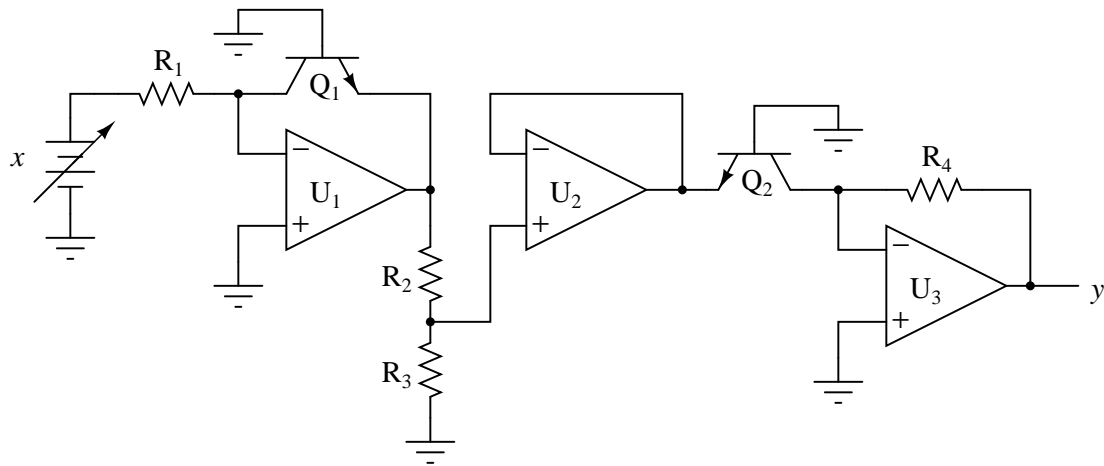 R₁
Q₁
x
−
U₁
+
R₂
R₃
−
U₂
+
Q₂
R₄
−
U₃
+
y